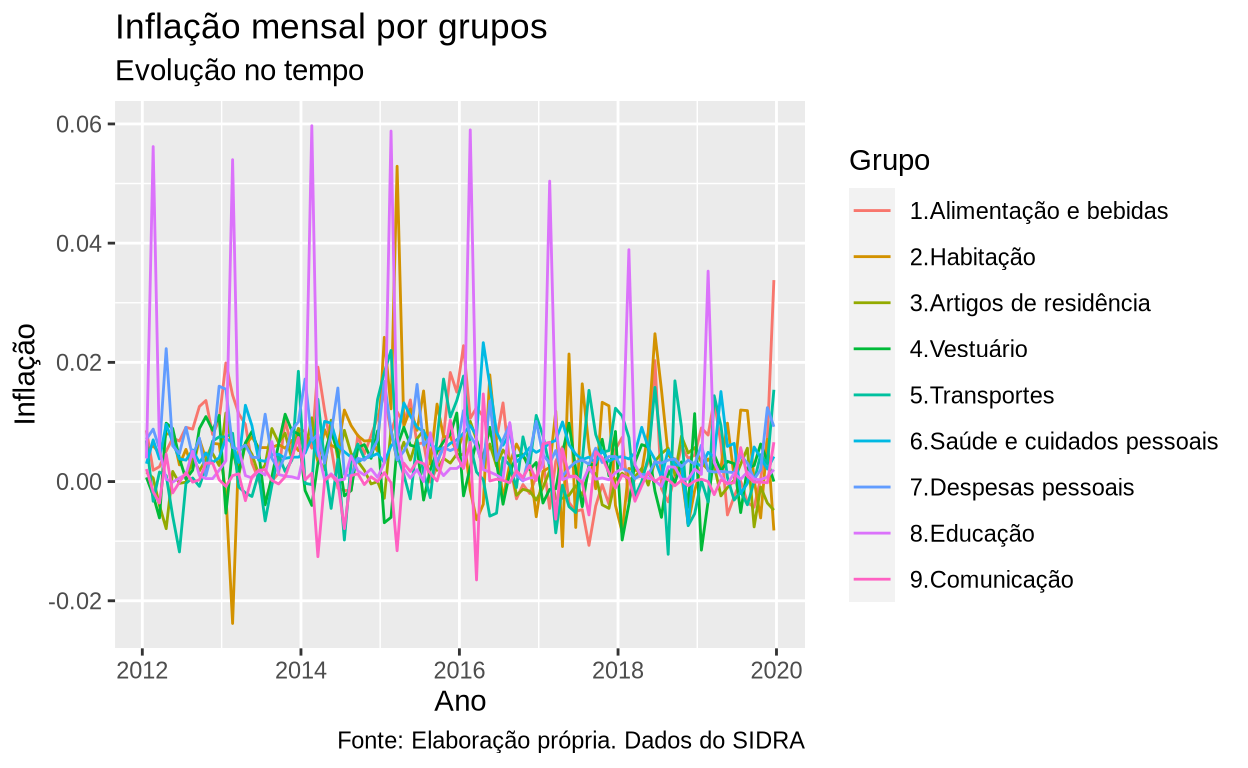 Inflação mensal por grupos
Evolução no tempo
0.06
0.04
0.02
0.00
-0.02
Inflação
2012
2014
2016
2018
2020
Ano
Fonte: Elaboração própria. Dados do SIDRA
Grupo
1.Alimentação e bebidas
2.Habitação
3.Artigos de residência
4.Vestuário
5.Transportes
6.Saúde e cuidados pessoais
7.Despesas pessoais
8.Educação
9.Comunicação